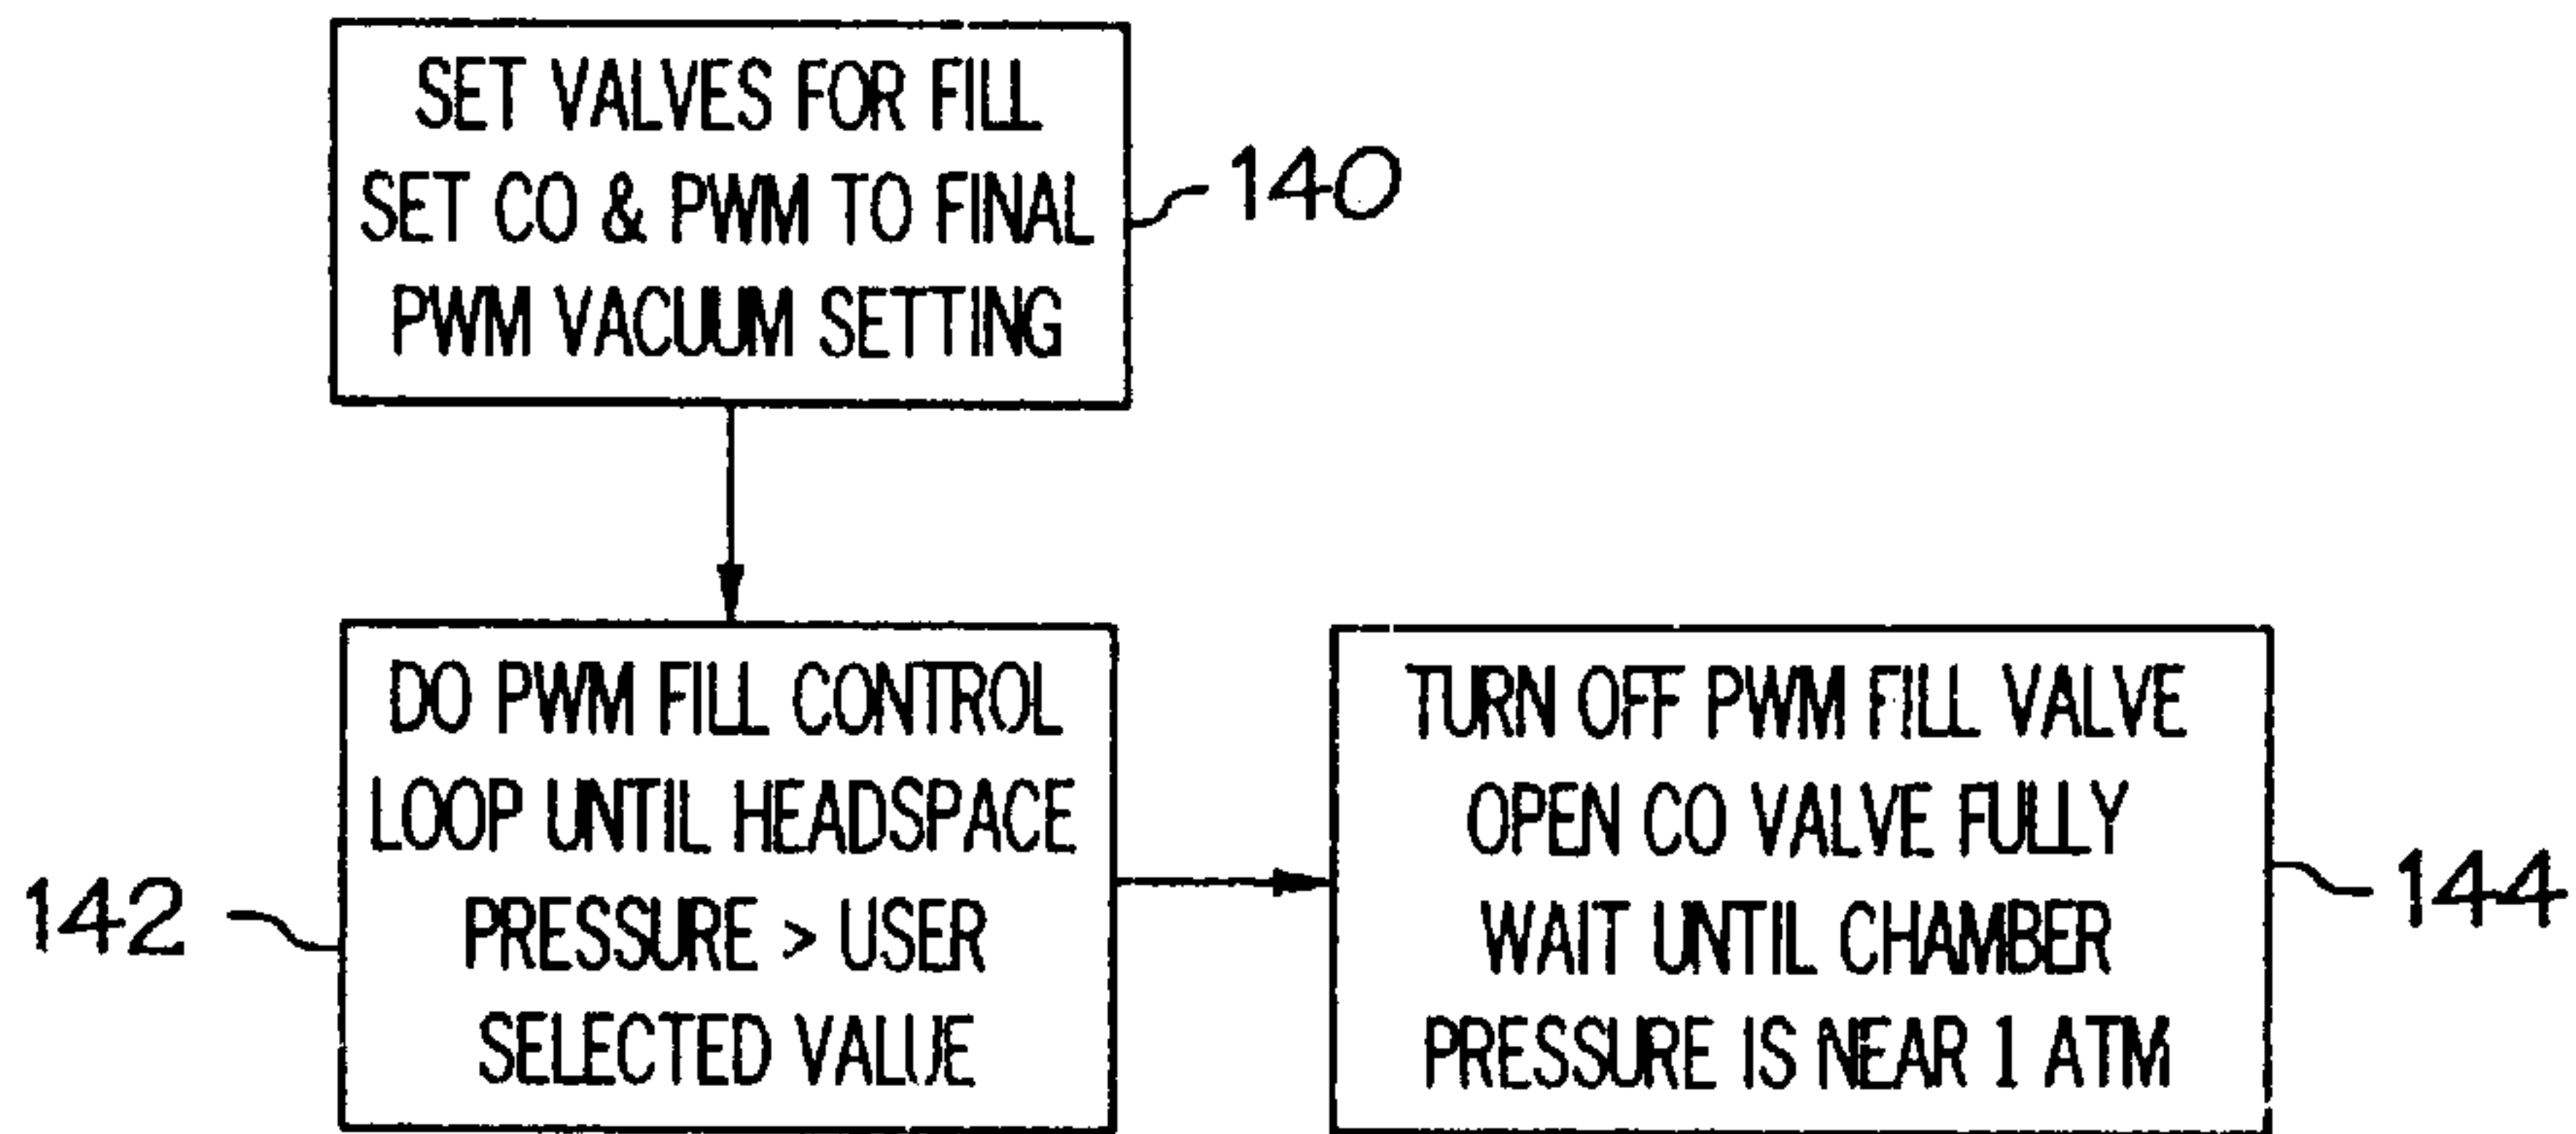 SET VALVES FOR FILL
SET CO & PWM TO FINAL
PWM VACUUM SETTING
140
DO PWM FILL CONTROL
LOOP UNTIL HEADSPACE
PRESSURE > USER
SELECTED VALUE
142
TURN OFF PWM FILL VALVE
OPEN CO VALVE FULLY
WAIT UNTIL CHAMBER
PRESSURE IS NEAR 1 ATM
144